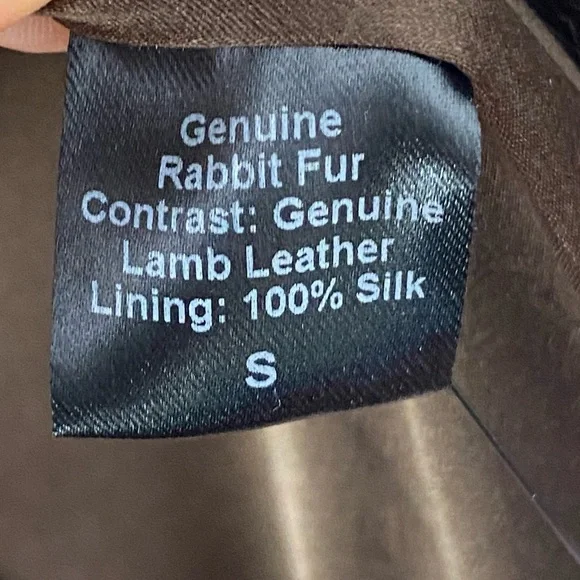 Genuine
Rabbit Fur
Contrast: Genuine
Lamb Leather
Lining: 100% Silk
S